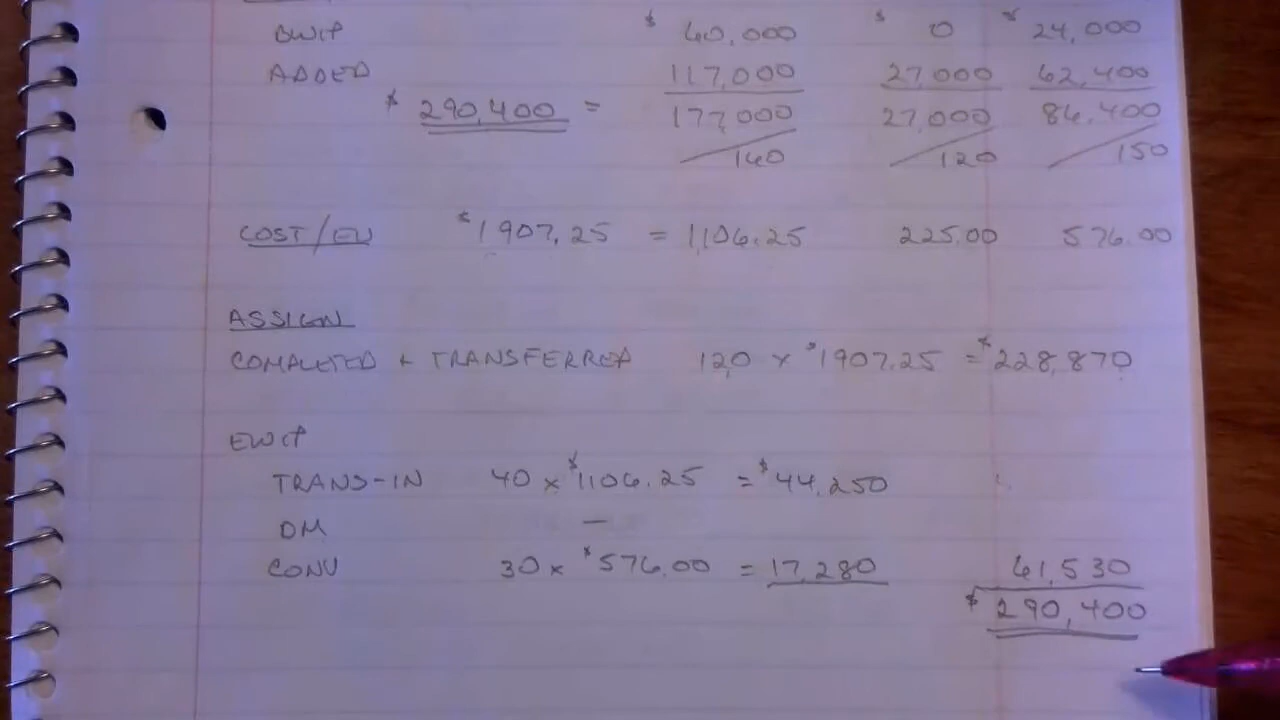 BWIP $ 60,000 $ 0 $ 24,000
ADDED 117,000 27,000 62,400
$ 290,400 = 177,000 27,000 86,400
/160 /120 /150
COST/EU $1907.25 = 1106.25 225.00 576.00
ASSIGN
COMPLETED + TRANSFERRED 120 x $1907.25 = $228,870
EWIP
TRANS-IN 40 x $1106.25 = $44,250
DM —
CONV 30 x $576.00 = 17,280 61,530
$ 290,400